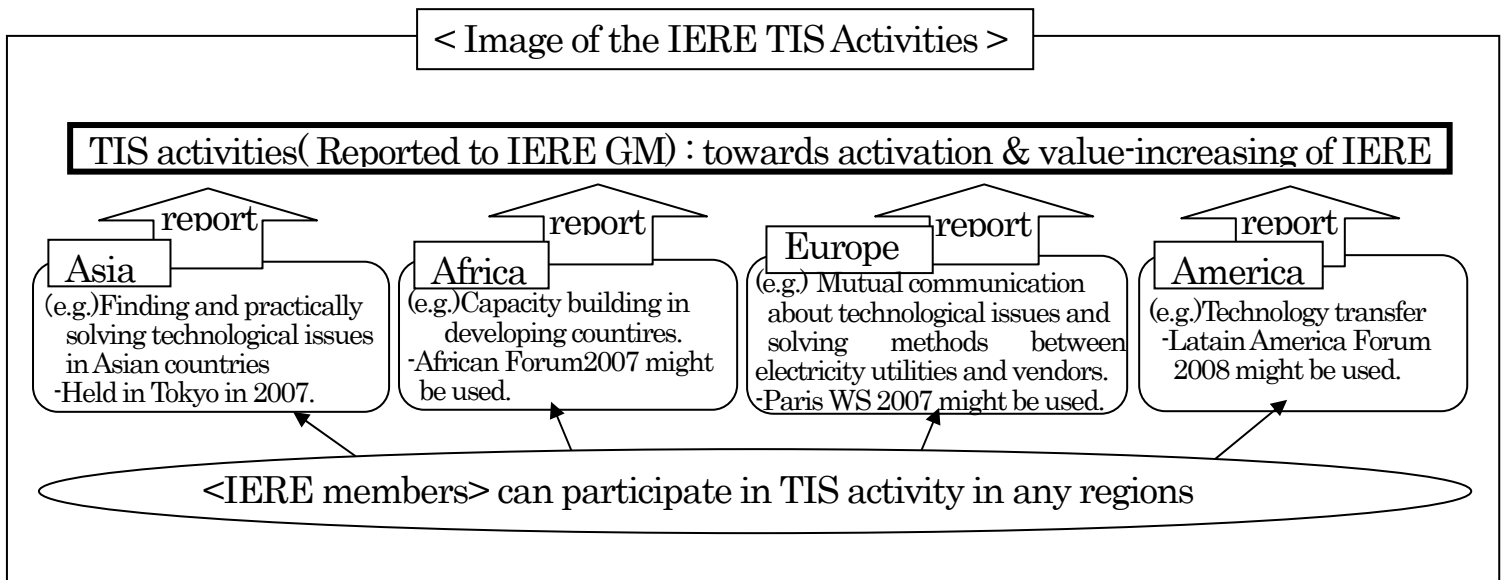 < Image of the IERE TIS Activities >
TIS activities( Reported to IERE GM) : towards activation & value-increasing of IERE
report
report
report
report
Asia
(e.g.)Finding and practically
solving technological issues
in Asian countries
-Held in Tokyo in 2007.
Africa
(e.g.)Capacity building in
developing countires.
-African Forum2007 might
be used.
Europe
(e.g.) Mutual communication
about technological issues and
solving methods between
electricity utilities and vendors.
-Paris WS 2007 might be used.
America
(e.g.)Technology transfer
-Latain America Forum
2008 might be used.
<IERE members> can participate in TIS activity in any regions